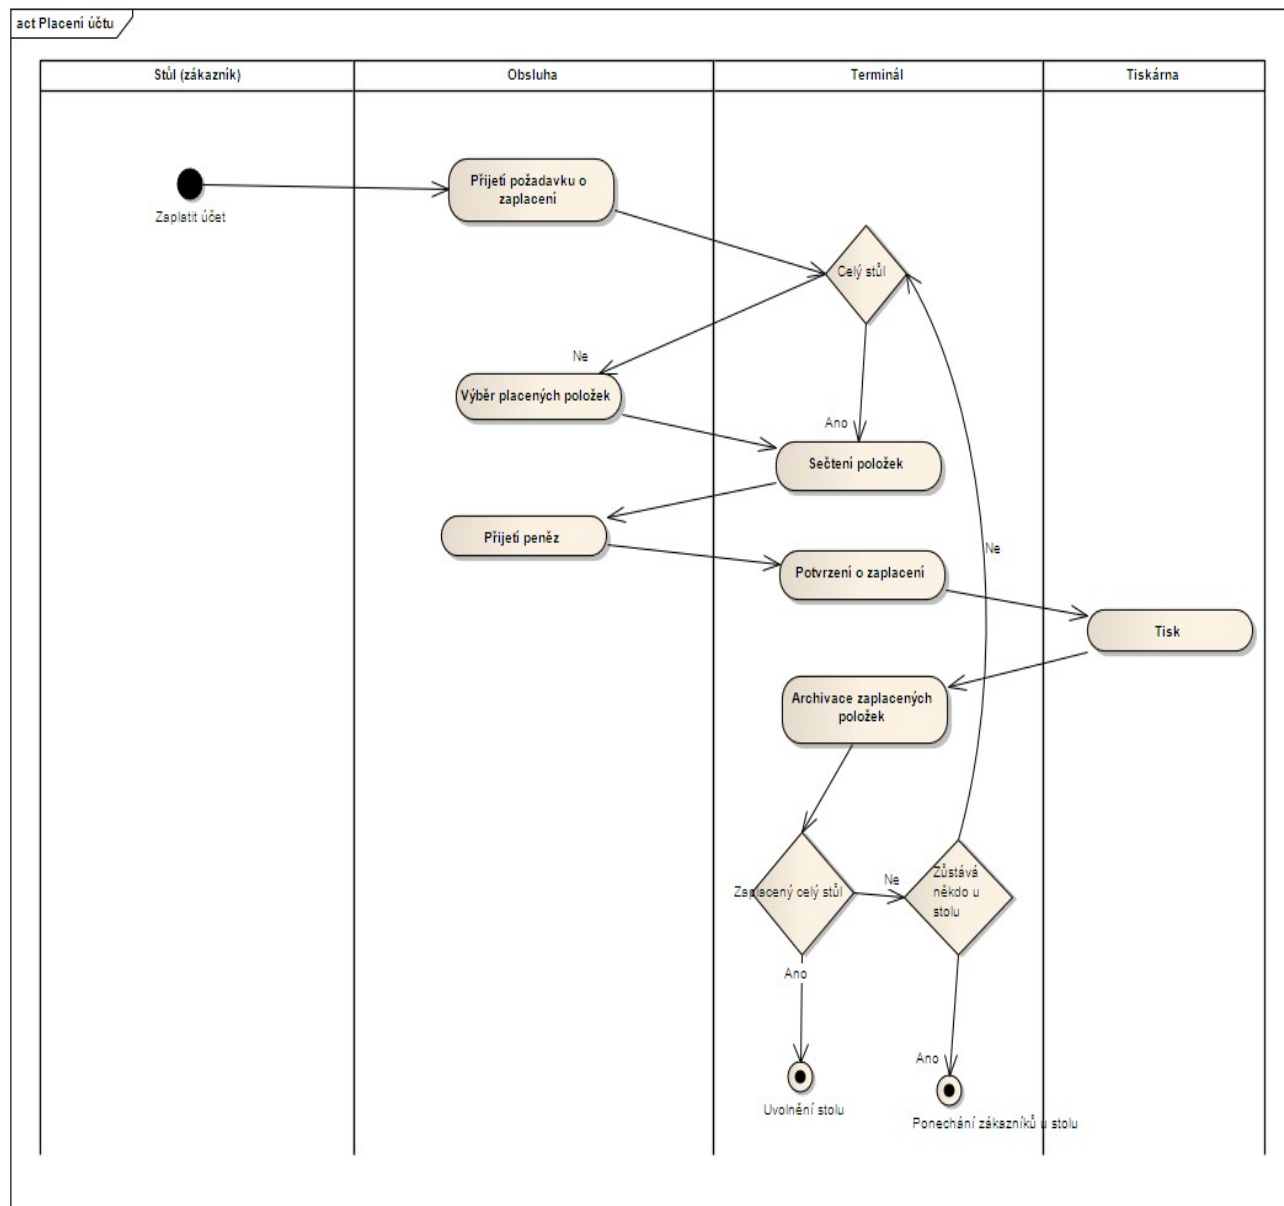 act Placení účtu
Stůl (zákazník)
Obsluha
Terminál
Tiskárna
Přijetí požadavku o
zaplacení
Zaplatit účet
Celý stůl
Ne
Výběr placených položek
Ano
Sečtení položek
Přijetí peněz
Ne
Potvrzení o zaplacení
Tisk
Archivace zaplacených
položek
Zaplacený celý stůl
Ne
Zůstává
někdo u
stolu
Ano
Ano
Uvolnění stolu
Ponechání zákazníků u stolu